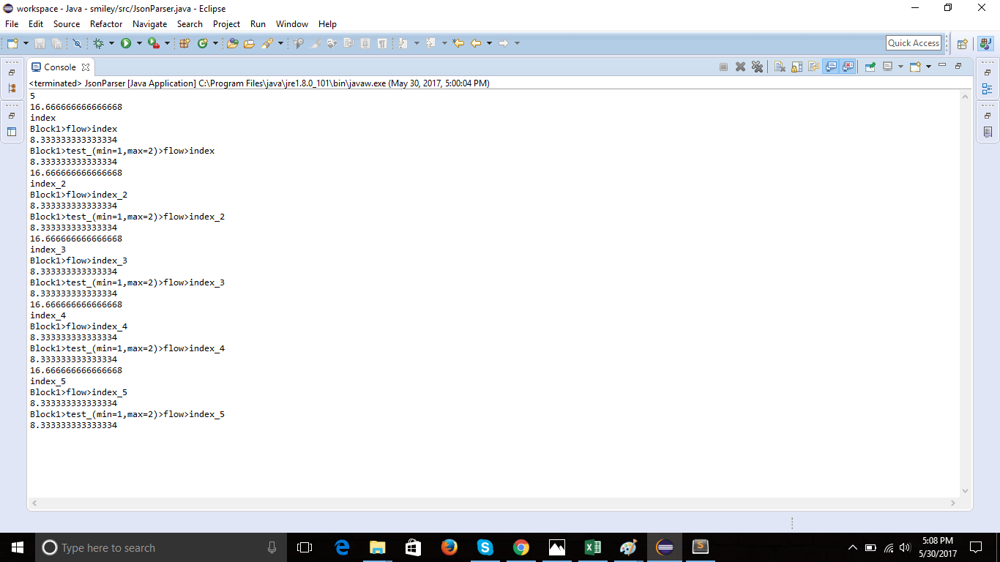 workspace - Java - smiley/src/JsonParser.java - Eclipse
File Edit Source Refactor Navigate Search Project Run Window Help
Quick Access
Console
<terminated> JsonParser [Java Application] C:\Program Files\java\jre1.8.0_101\bin\javaw.exe (May 30, 2017, 5:00:04 PM)
5
16.666666666666668
index
Block1>flow>index
8.333333333333334
Block1>test_(min=1,max=2)>flow>index
8.333333333333334
16.666666666666668
index_2
Block1>flow>index_2
8.333333333333334
Block1>test_(min=1,max=2)>flow>index_2
8.333333333333334
16.666666666666668
index_3
Block1>flow>index_3
8.333333333333334
Block1>test_(min=1,max=2)>flow>index_3
8.333333333333334
16.666666666666668
index_4
Block1>flow>index_4
8.333333333333334
Block1>test_(min=1,max=2)>flow>index_4
8.333333333333334
16.666666666666668
index_5
Block1>flow>index_5
8.333333333333334
Block1>test_(min=1,max=2)>flow>index_5
8.333333333333334
Type here to search
5:08 PM
5/30/2017